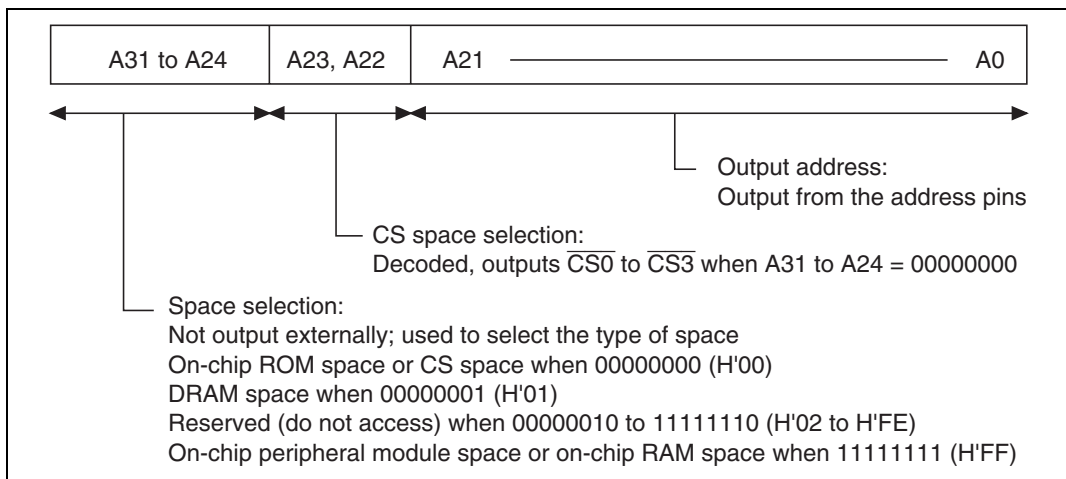 A31 to A24 A23, A22 A21 A0
Output address:
Output from the address pins
CS space selection:
Decoded, outputs C̅S̅0̅ to C̅S̅3̅ when A31 to A24 = 00000000
Space selection:
Not output externally; used to select the type of space
On-chip ROM space or CS space when 00000000 (H'00)
DRAM space when 00000001 (H'01)
Reserved (do not access) when 00000010 to 11111110 (H'02 to H'FE)
On-chip peripheral module space or on-chip RAM space when 11111111 (H'FF)